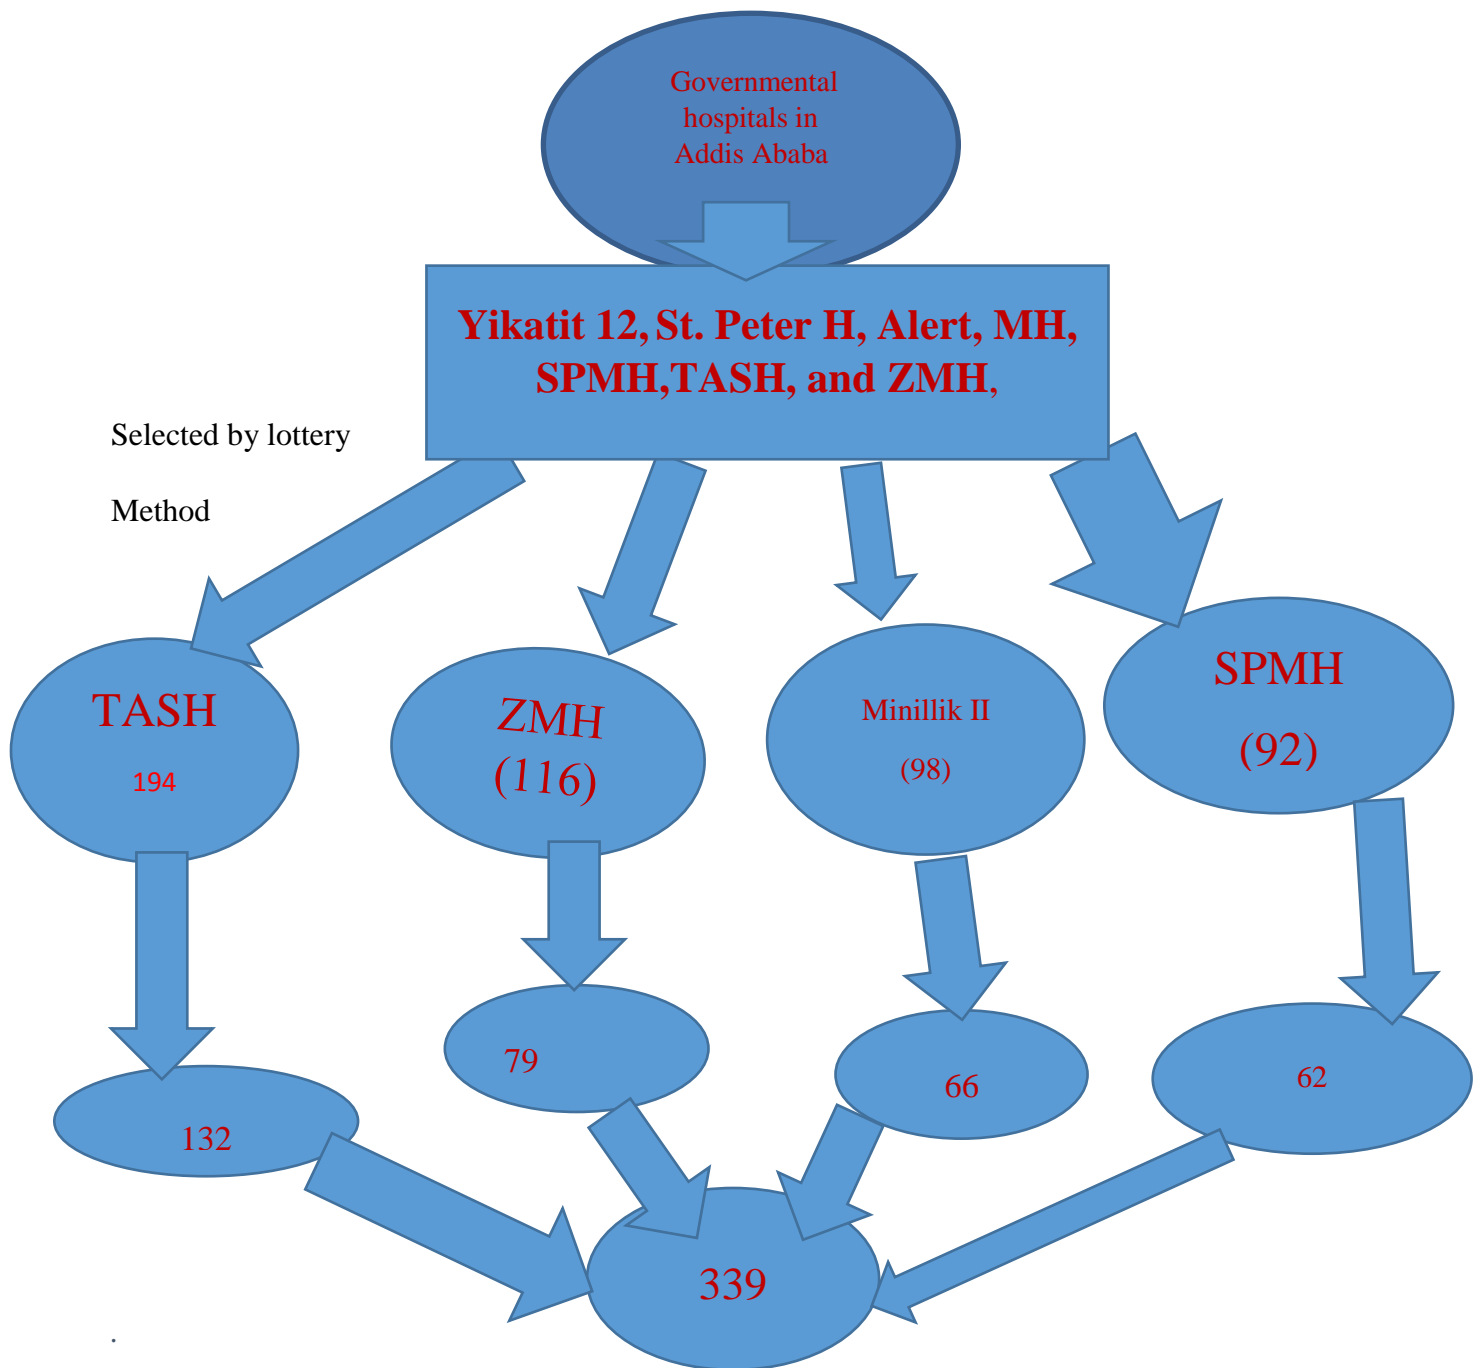 Governmental
hospitals in
Addis Ababa
Yikatit 12, St. Peter H, Alert, MH,
SPMH,TASH, and ZMH,
Selected by lottery
Method
TASH
194
ZMH
(116)
Minillik II
(98)
SPMH
(92)
132
79
66
62
339
.